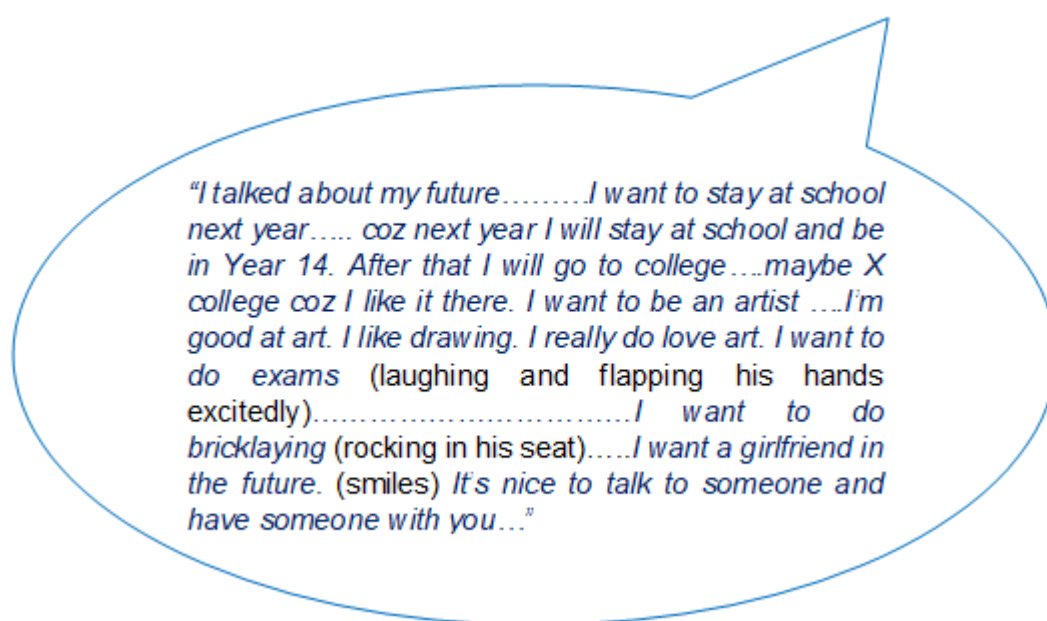 “I talked about my future………I want to stay at school
next year….. coz next year I will stay at school and be
in Year 14. After that I will go to college….maybe X
college coz I like it there. I want to be an artist ….I’m
good at art. I like drawing. I really do love art. I want to
do exams (laughing and flapping his hands
excitedly)……………………………I want to do
bricklaying (rocking in his seat)…..I want a girlfriend in
the future. (smiles) It’s nice to talk to someone and
have someone with you…”